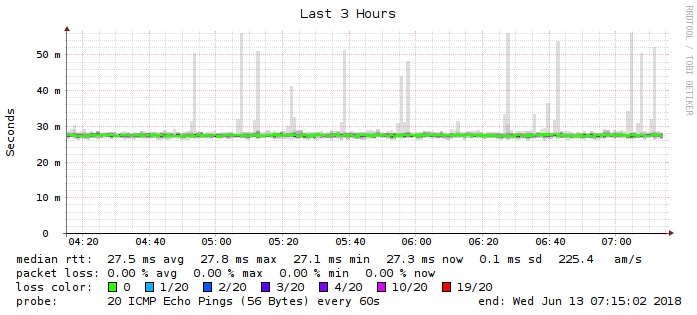 Last 3 Hours
RRDTOOL / TOBI OETIKER
Seconds
50 m
40 m
30 m
20 m
10 m
0
04:20 04:40 05:00 05:20 05:40 06:00 06:20 06:40 07:00
median rtt: 27.5 ms avg 27.8 ms max 27.1 ms min 27.3 ms now 0.1 ms sd 225.4 am/s
packet loss: 0.00 % avg 0.00 % max 0.00 % min 0.00 % now
loss color: 0 1/20 2/20 3/20 4/20 10/20 19/20
probe: 20 ICMP Echo Pings (56 Bytes) every 60s end: Wed Jun 13 07:15:02 2018